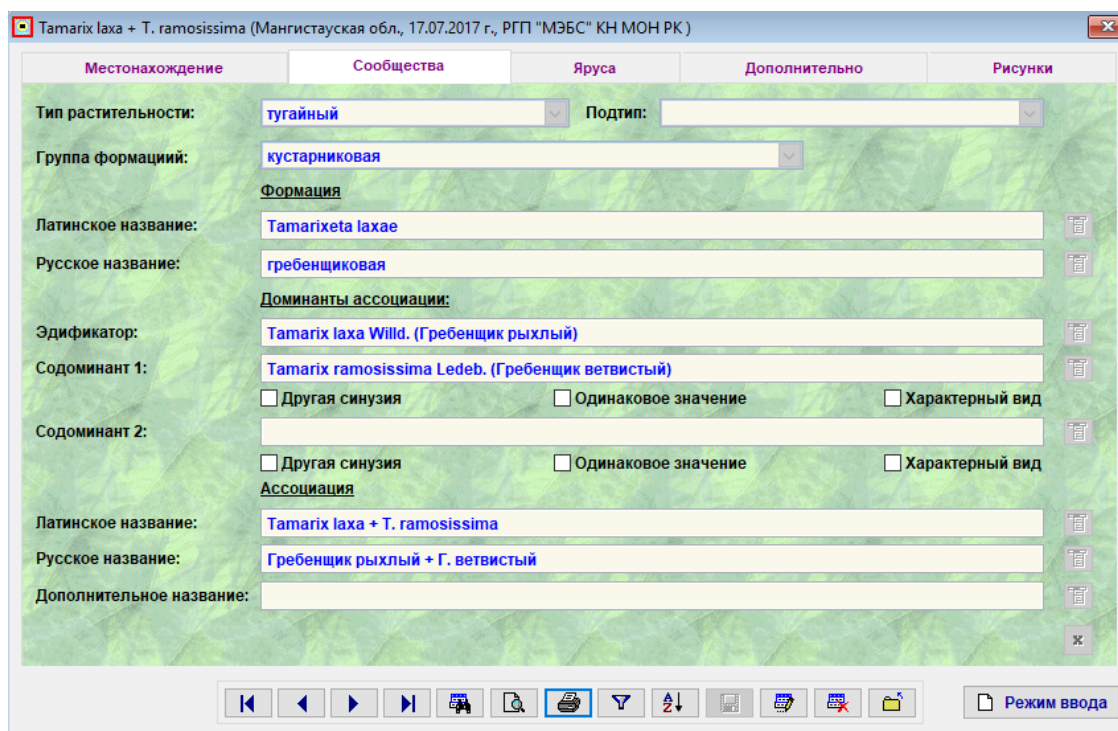 Tamarix laxa + T. ramosissima (Мангистауская обл., 17.07.2017 г., РГП "МЭБС" КН МОН РК )
Местонахождение Сообщества Яруса Дополнительно Рисунки
Тип растительности: тугайный Подтип:
Группа формациий: кустарниковая
Формация
Латинское название: Tamarixeta laxae
Русское название: гребенщиковая
Доминанты ассоциации:
Эдификатор: Tamarix laxa Willd. (Гребенщик рыхлый)
Содоминант 1: Tamarix ramosissima Ledeb. (Гребенщик ветвистый)
Другая синузия Одинаковое значение Характерный вид
Содоминант 2:
Другая синузия Одинаковое значение Характерный вид
Ассоциация
Латинское название: Tamarix laxa + T. ramosissima
Русское название: Гребенщик рыхлый + Г. ветвистый
Дополнительное название:
Режим ввода